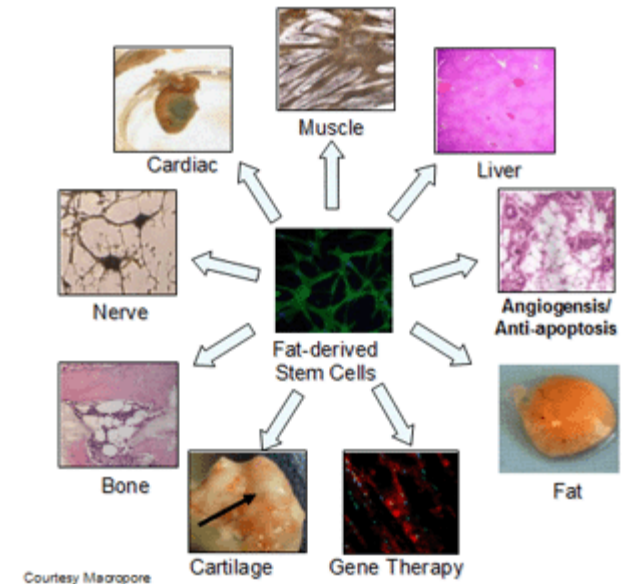 Muscle
Cardiac
Liver
Nerve
Angiogensis/
Anti-apoptosis
Fat-derived
Stem Cells
Bone
Fat
Cartilage
Gene Therapy
Courtesy Macropore